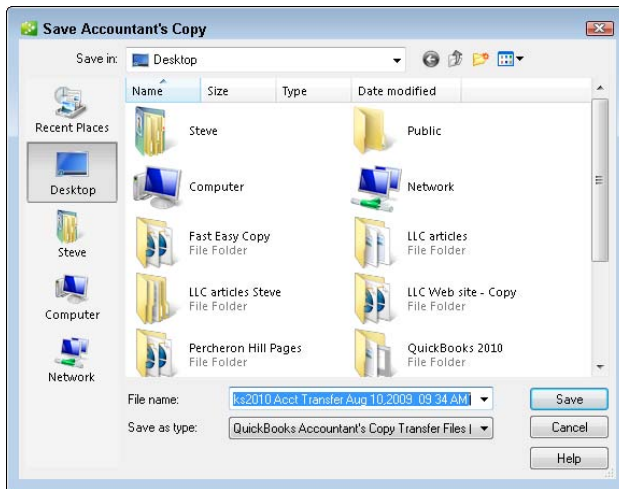 Save Accountant's Copy
Save in: Desktop
Name Size Type Date modified
Recent Places
Desktop
Steve
Computer
Network
Steve Public
Computer Network
Fast Easy Copy LLC articles
File Folder File Folder
LLC articles Steve LLC Web site - Copy
File Folder File Folder
Percheron Hill Pages QuickBooks 2010
File Folder File Folder
File name: ks2010 Acct Transfer Aug 10,2009 09 34 AM Save
Save as type: QuickBooks Accountant's Copy Transfer Files ( Cancel
Help